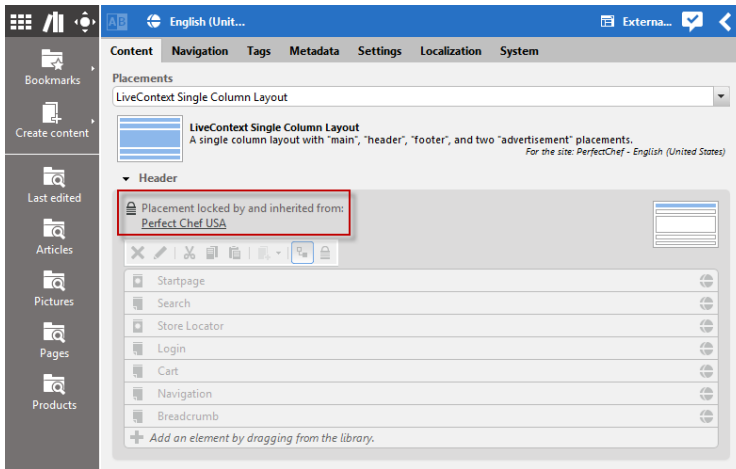 English (Unit...
Externa...
Content Navigation Tags Metadata Settings Localization System
Bookmarks
Create content
Last edited
Articles
Pictures
Pages
Products
Placements
LiveContext Single Column Layout
LiveContext Single Column Layout
A single column layout with "main", "header", "footer", and two "advertisement" placements.
For the site: PerfectChef - English (United States)
Header
Placement locked by and inherited from:
Perfect Chef USA
Startpage
Search
Store Locator
Login
Cart
Navigation
Breadcrumb
Add an element by dragging from the library.